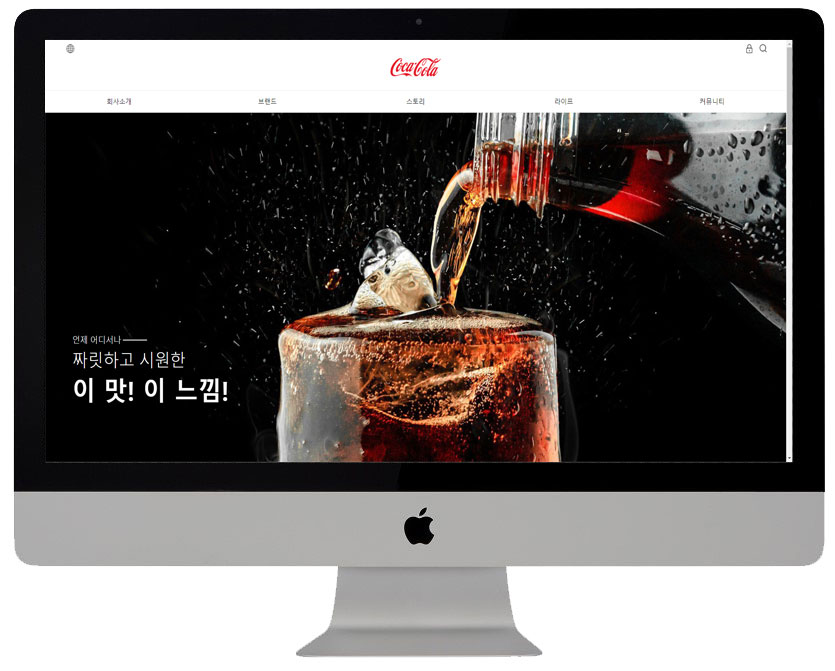 Coca-Cola
회사소개 브랜드 스토리 라이프 커뮤니티
언제 어디서나
짜릿하고 시원한
이 맛! 이 느낌!